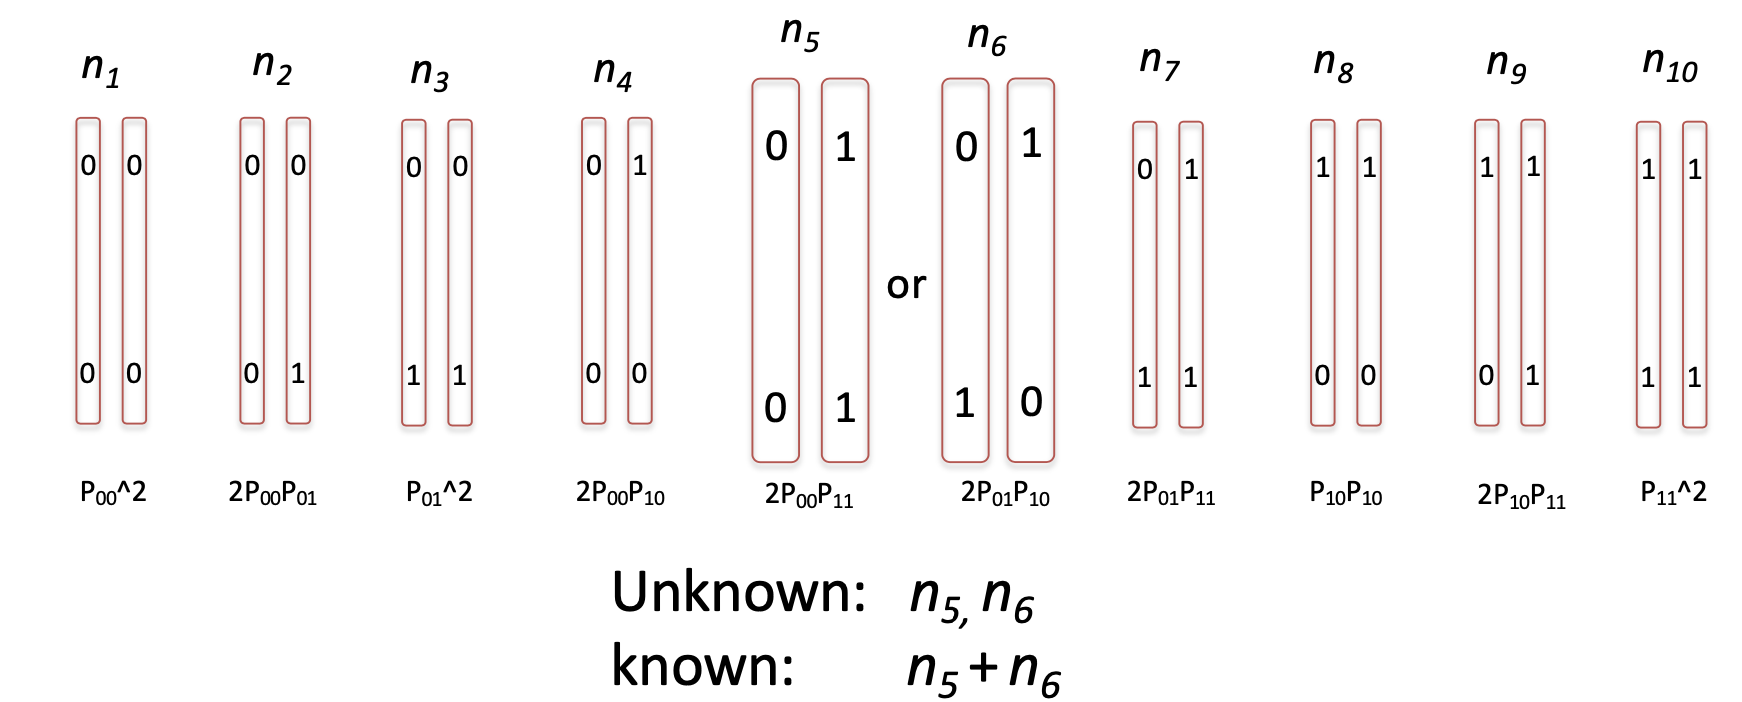 n5 n6
n1 n2 n3 n4 n7 n8 n9 n10
0 0 0 0 0 0 0 1 0 1 0 1 0 1 1 1 1 1 1 1
or
0 0 0 1 1 1 0 0 0 1 1 0 1 1 0 0 0 1 1 1
P00^2 2P00P01 P01^2 2P00P10 2P00P11 2P01P10 2P01P11 P10P10 2P10P11 P11^2
Unknown: n5, n6
known: n5+n6